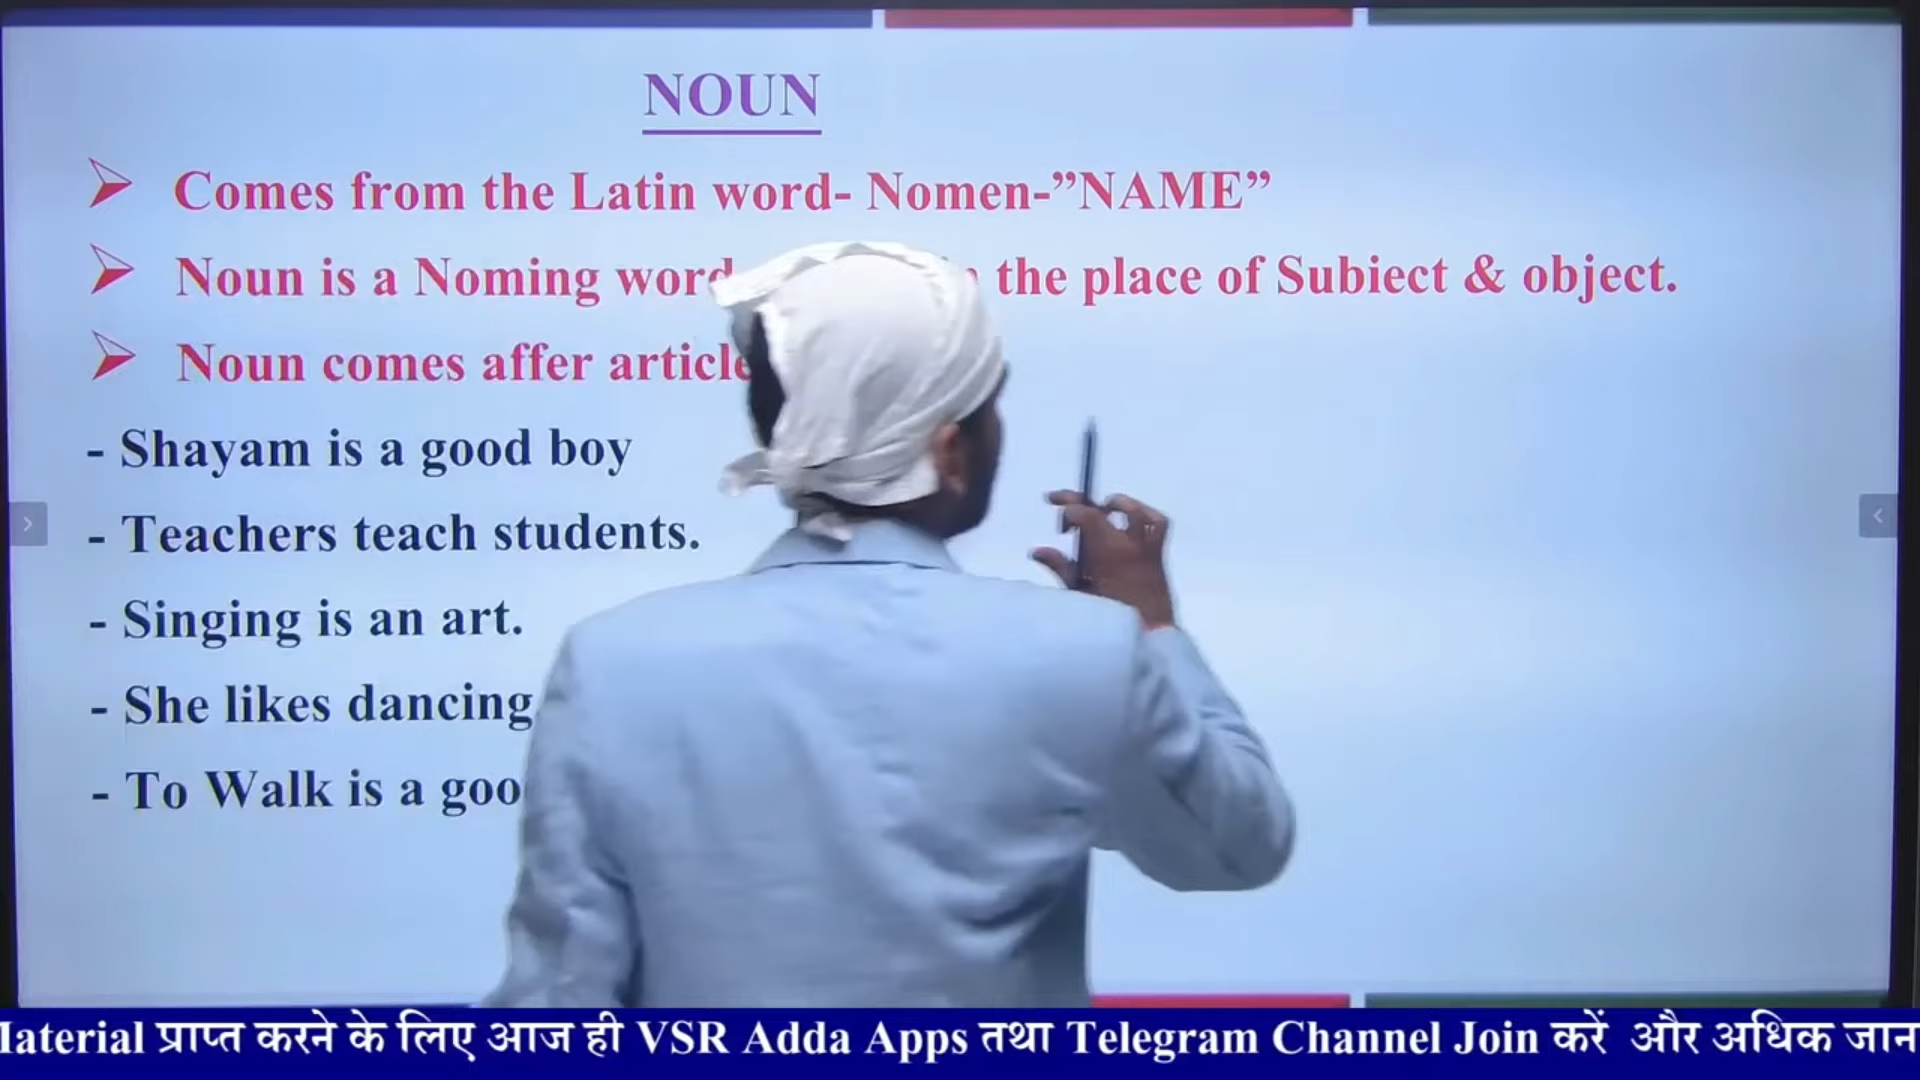 NOUN
Comes from the Latin word- Nomen-”NAME”
Noun is a Noming word the place of Subiect & object.
Noun comes affer article
- Shayam is a good boy
- Teachers teach students.
- Singing is an art.
- She likes dancing
- To Walk is a goo
laterial प्राप्त करने के लिए आज ही VSR Adda Apps तथा Telegram Channel Join करें और अधिक जान